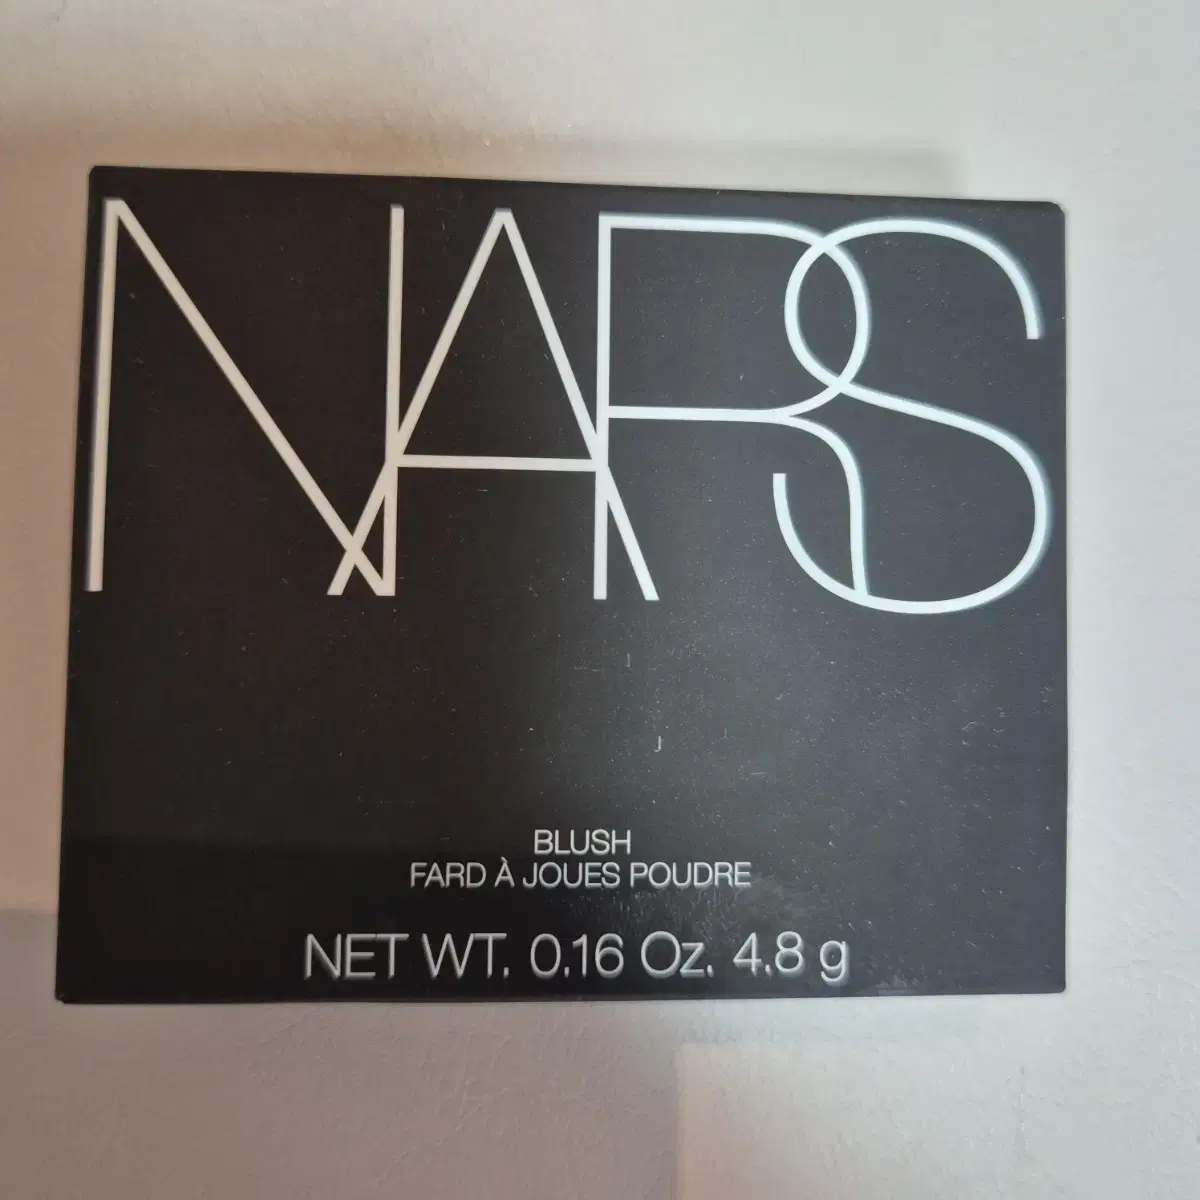 NARS
BLUSH
FARD À JOUES POUDRE
NET WT. 0.16 Oz. 4.8 g